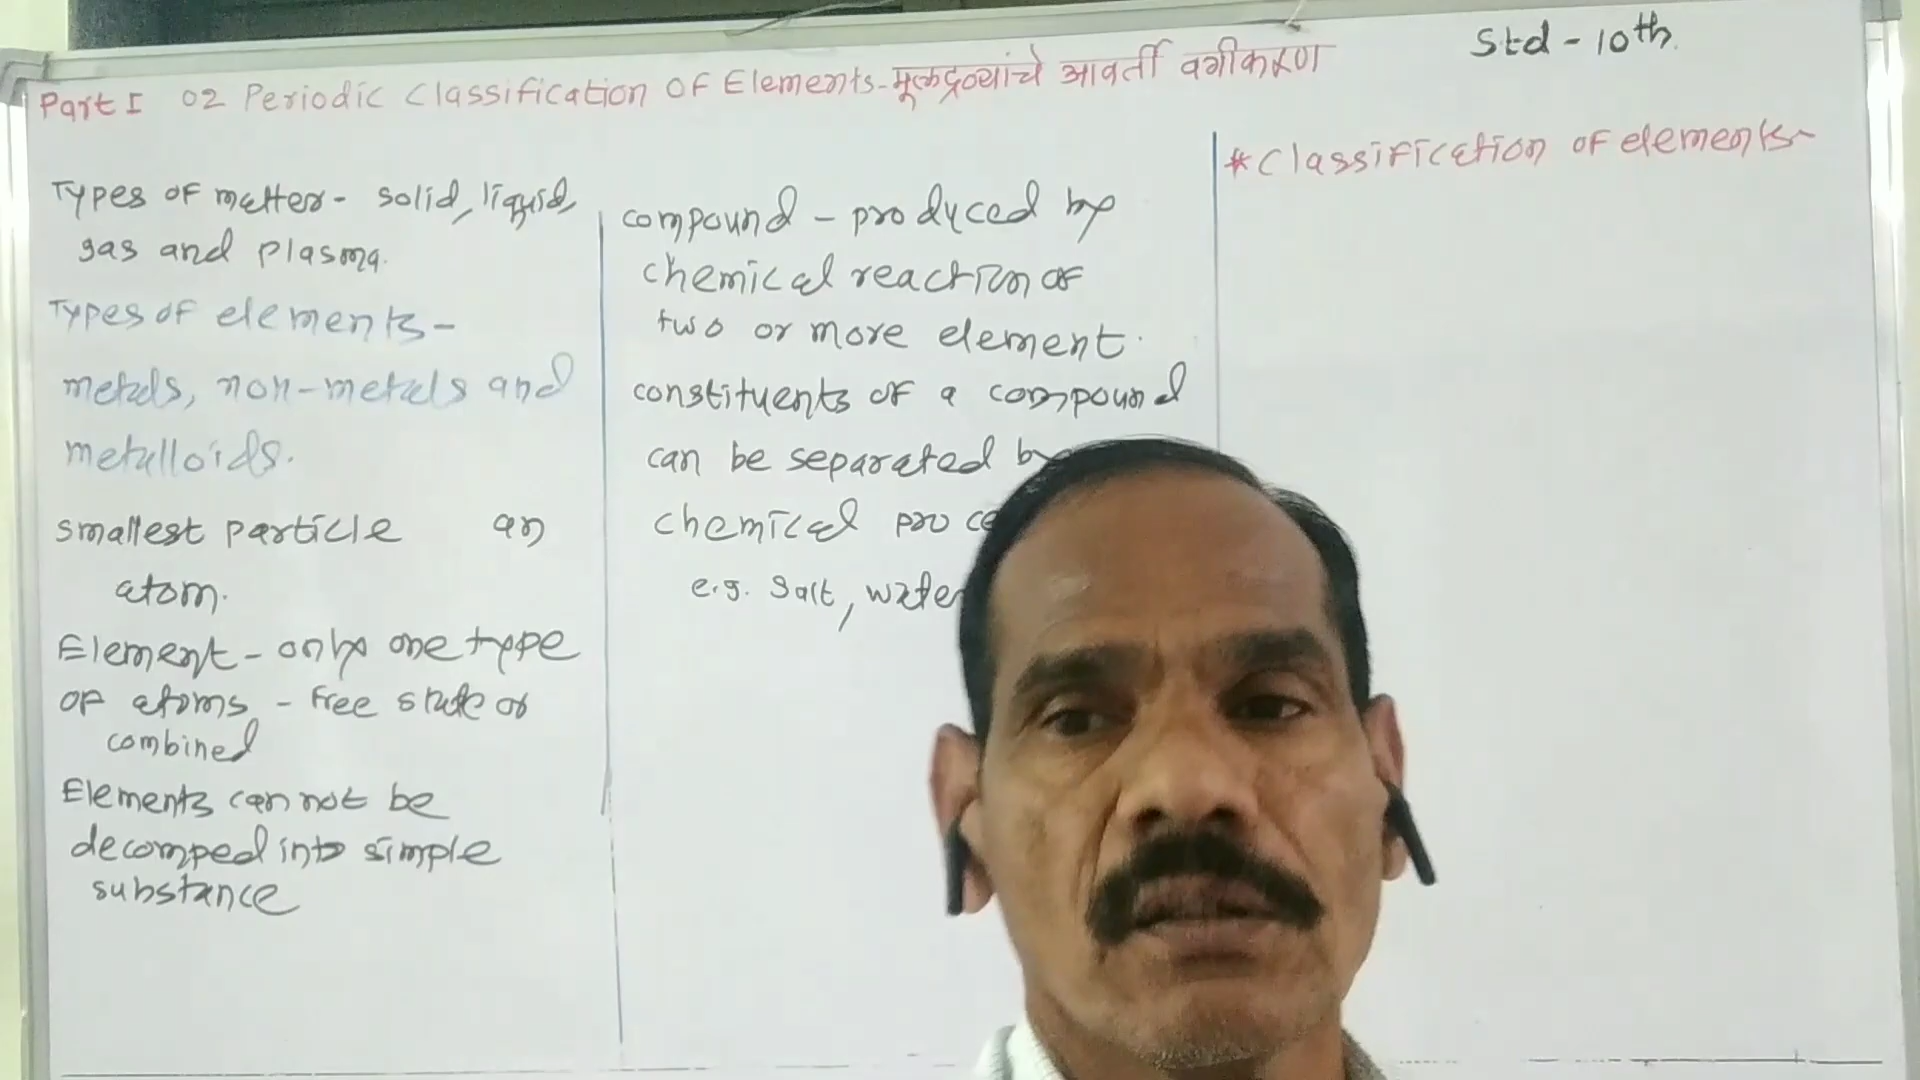 Std - 10th.
Part I 02 Periodic Classification of Elements - मूलद्रव्यांचे आवर्ती वर्गीकरण
Types of matter - solid, liquid,
gas and plasma.
Types of elements -
metals, non-metals and
metalloids.
smallest particle an
atom.
Element - only one type
of atoms - free state or
combined
Elements can not be
decomped into simple
substance
compound - produced by
chemical reaction of
two or more element.
constituents of a compound
can be separated by
chemical
e.g. Salt, water
* Classification of elements -